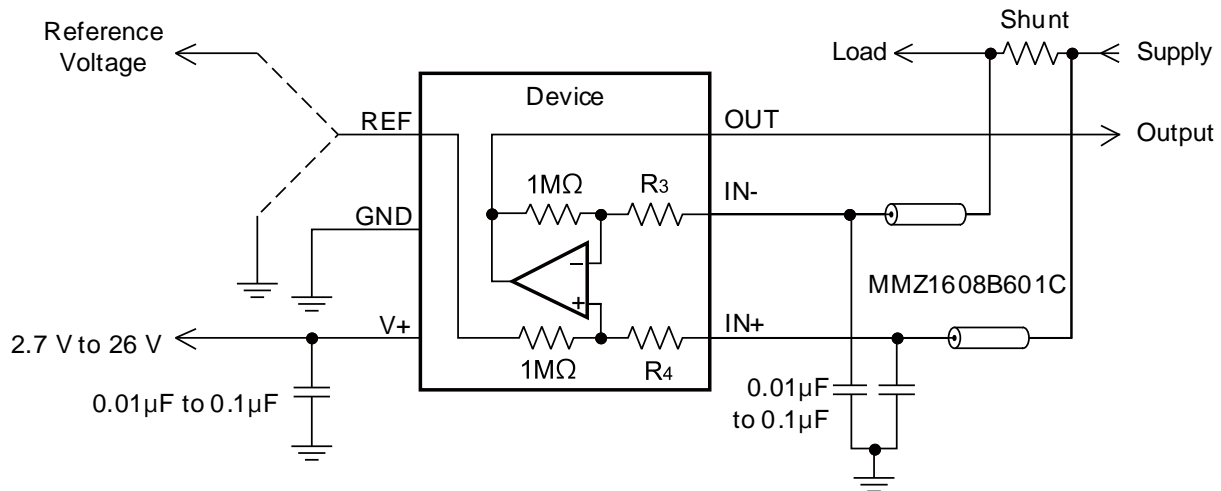 Reference
Voltage
Shunt
Load
Supply
Device
REF
OUT
Output
1MΩ
R3
IN-
GND
−
MMZ1608B601C
+
V+
IN+
2.7 V to 26 V
1MΩ
R4
0.01µF to 0.1µF
0.01µF
to 0.1µF